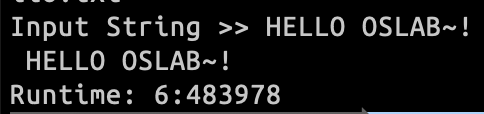 Input String >> HELLO OSLAB~!
 HELLO OSLAB~!
Runtime: 6:483978